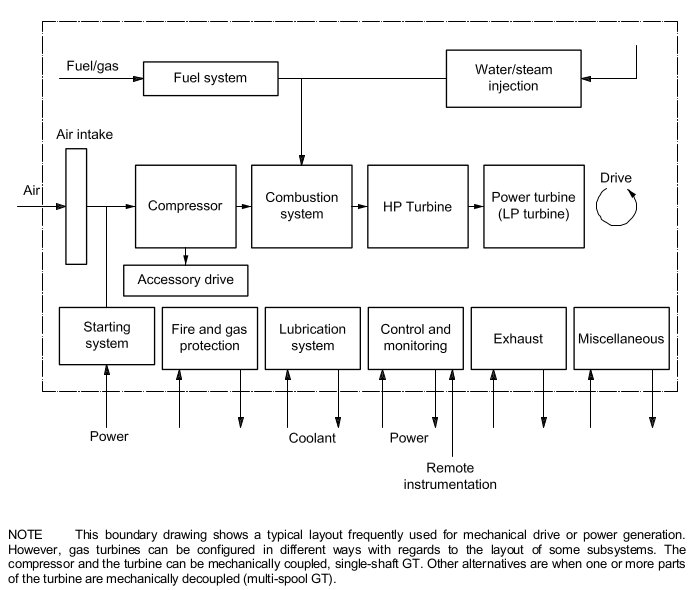 Fuel/gas
Fuel system
Water/steam
injection
Air intake
Air
Compressor
Combustion
system
HP Turbine
Power turbine
(LP turbine)
Drive
Accessory drive
Starting
system
Fire and gas
protection
Lubrication
system
Control and
monitoring
Exhaust
Miscellaneous
Power
Coolant
Power
Remote
instrumentation
NOTE This boundary drawing shows a typical layout frequently used for mechanical drive or power generation.
However, gas turbines can be configured in different ways with regards to the layout of some subsystems. The
compressor and the turbine can be mechanically coupled, single-shaft GT. Other alternatives are when one or more parts
of the turbine are mechanically decoupled (multi-spool GT).